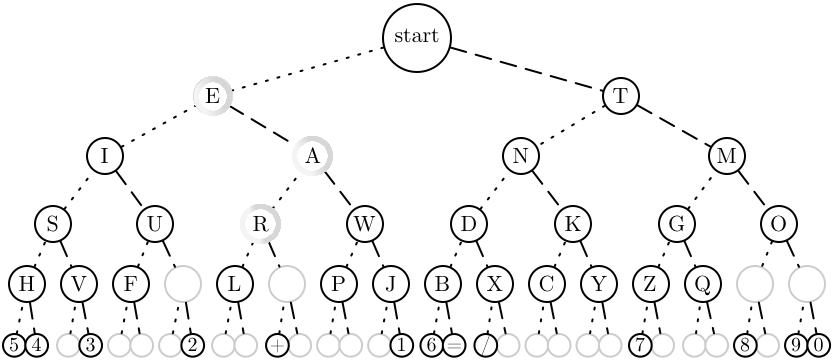 start
E T
I A N M
S U R W D K G O
H V F L P J B X C Y Z Q
5 4 3 2 + 1 6 = / 7 8 9 0